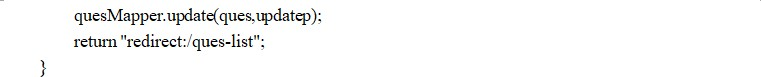 quesMapper.update(ques,updatep);
return "redirect:/ques-list";
}